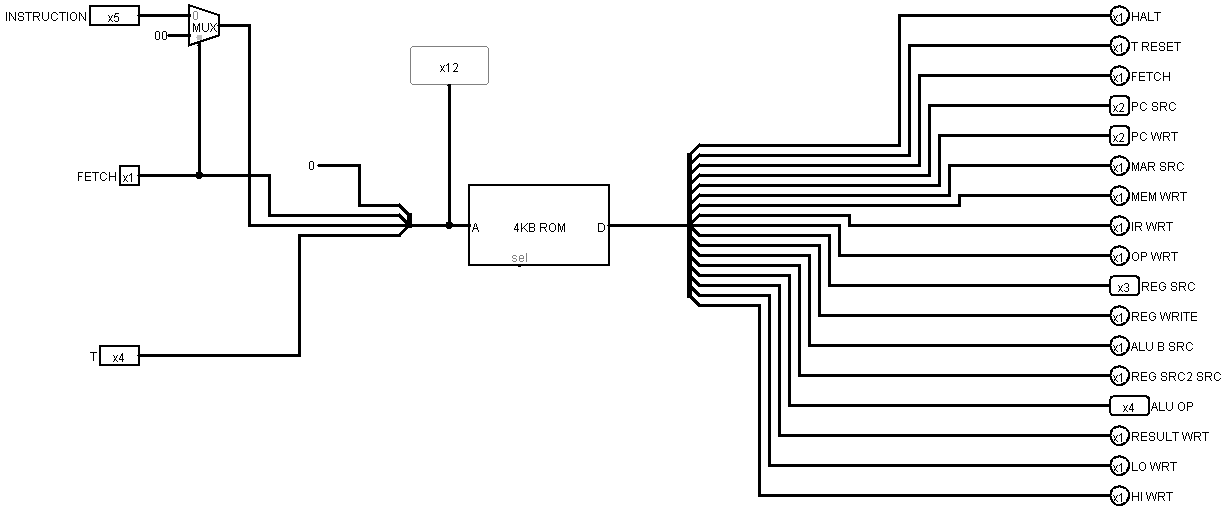 INSTRUCTION x5 0 MUX
00
x12
FETCH x1
0
A 4KB ROM D
sel
T x4
x1 HALT
x1 T RESET
x1 FETCH
x2 PC SRC
x2 PC WRT
x1 MAR SRC
x1 MEM WRT
x1 IR WRT
x1 OP WRT
x3 REG SRC
x1 REG WRITE
x1 ALU B SRC
x1 REG SRC2 SRC
x4 ALU OP
x1 RESULT WRT
x1 LO WRT
x1 HI WRT